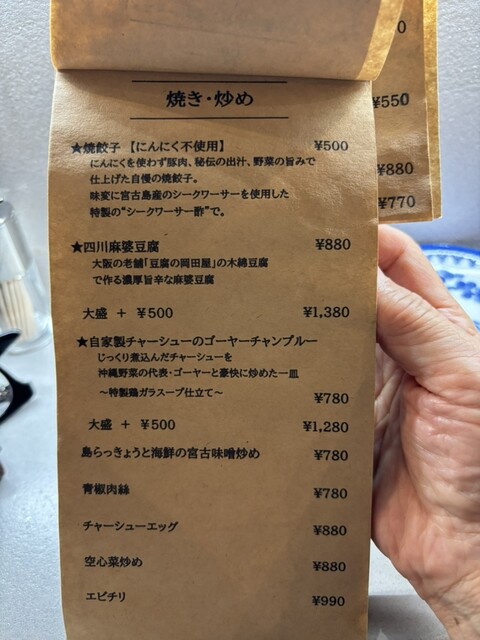 焼き・炒め
★焼餃子 【にんにく不使用】 ¥500
にんにくを使わず豚肉、秘伝の出汁、野菜の旨みで
仕上げた自慢の焼餃子。
味変に宮古島産のシークワーサーを使用した
特製の"シークワーサー酢"で。
★四川麻婆豆腐 ¥880
大阪の老舗「豆腐の岡田屋」の木綿豆腐
で作る濃厚旨辛な麻婆豆腐
大盛 + ¥500 ¥1,380
★自家製チャーシューのゴーヤーチャンプルー
じっくり煮込んだチャーシューを
沖縄野菜の代表・ゴーヤーと豪快に炒めた一皿
~特製鶏ガラスープ仕立て~ ¥780
大盛 + ¥500 ¥1,280
島らっきょうと海鮮の宮古味噌炒め ¥780
青椒肉絲 ¥780
チャーシューエッグ ¥880
空心菜炒め ¥880
エビチリ ¥990
0
¥550
¥880
¥770